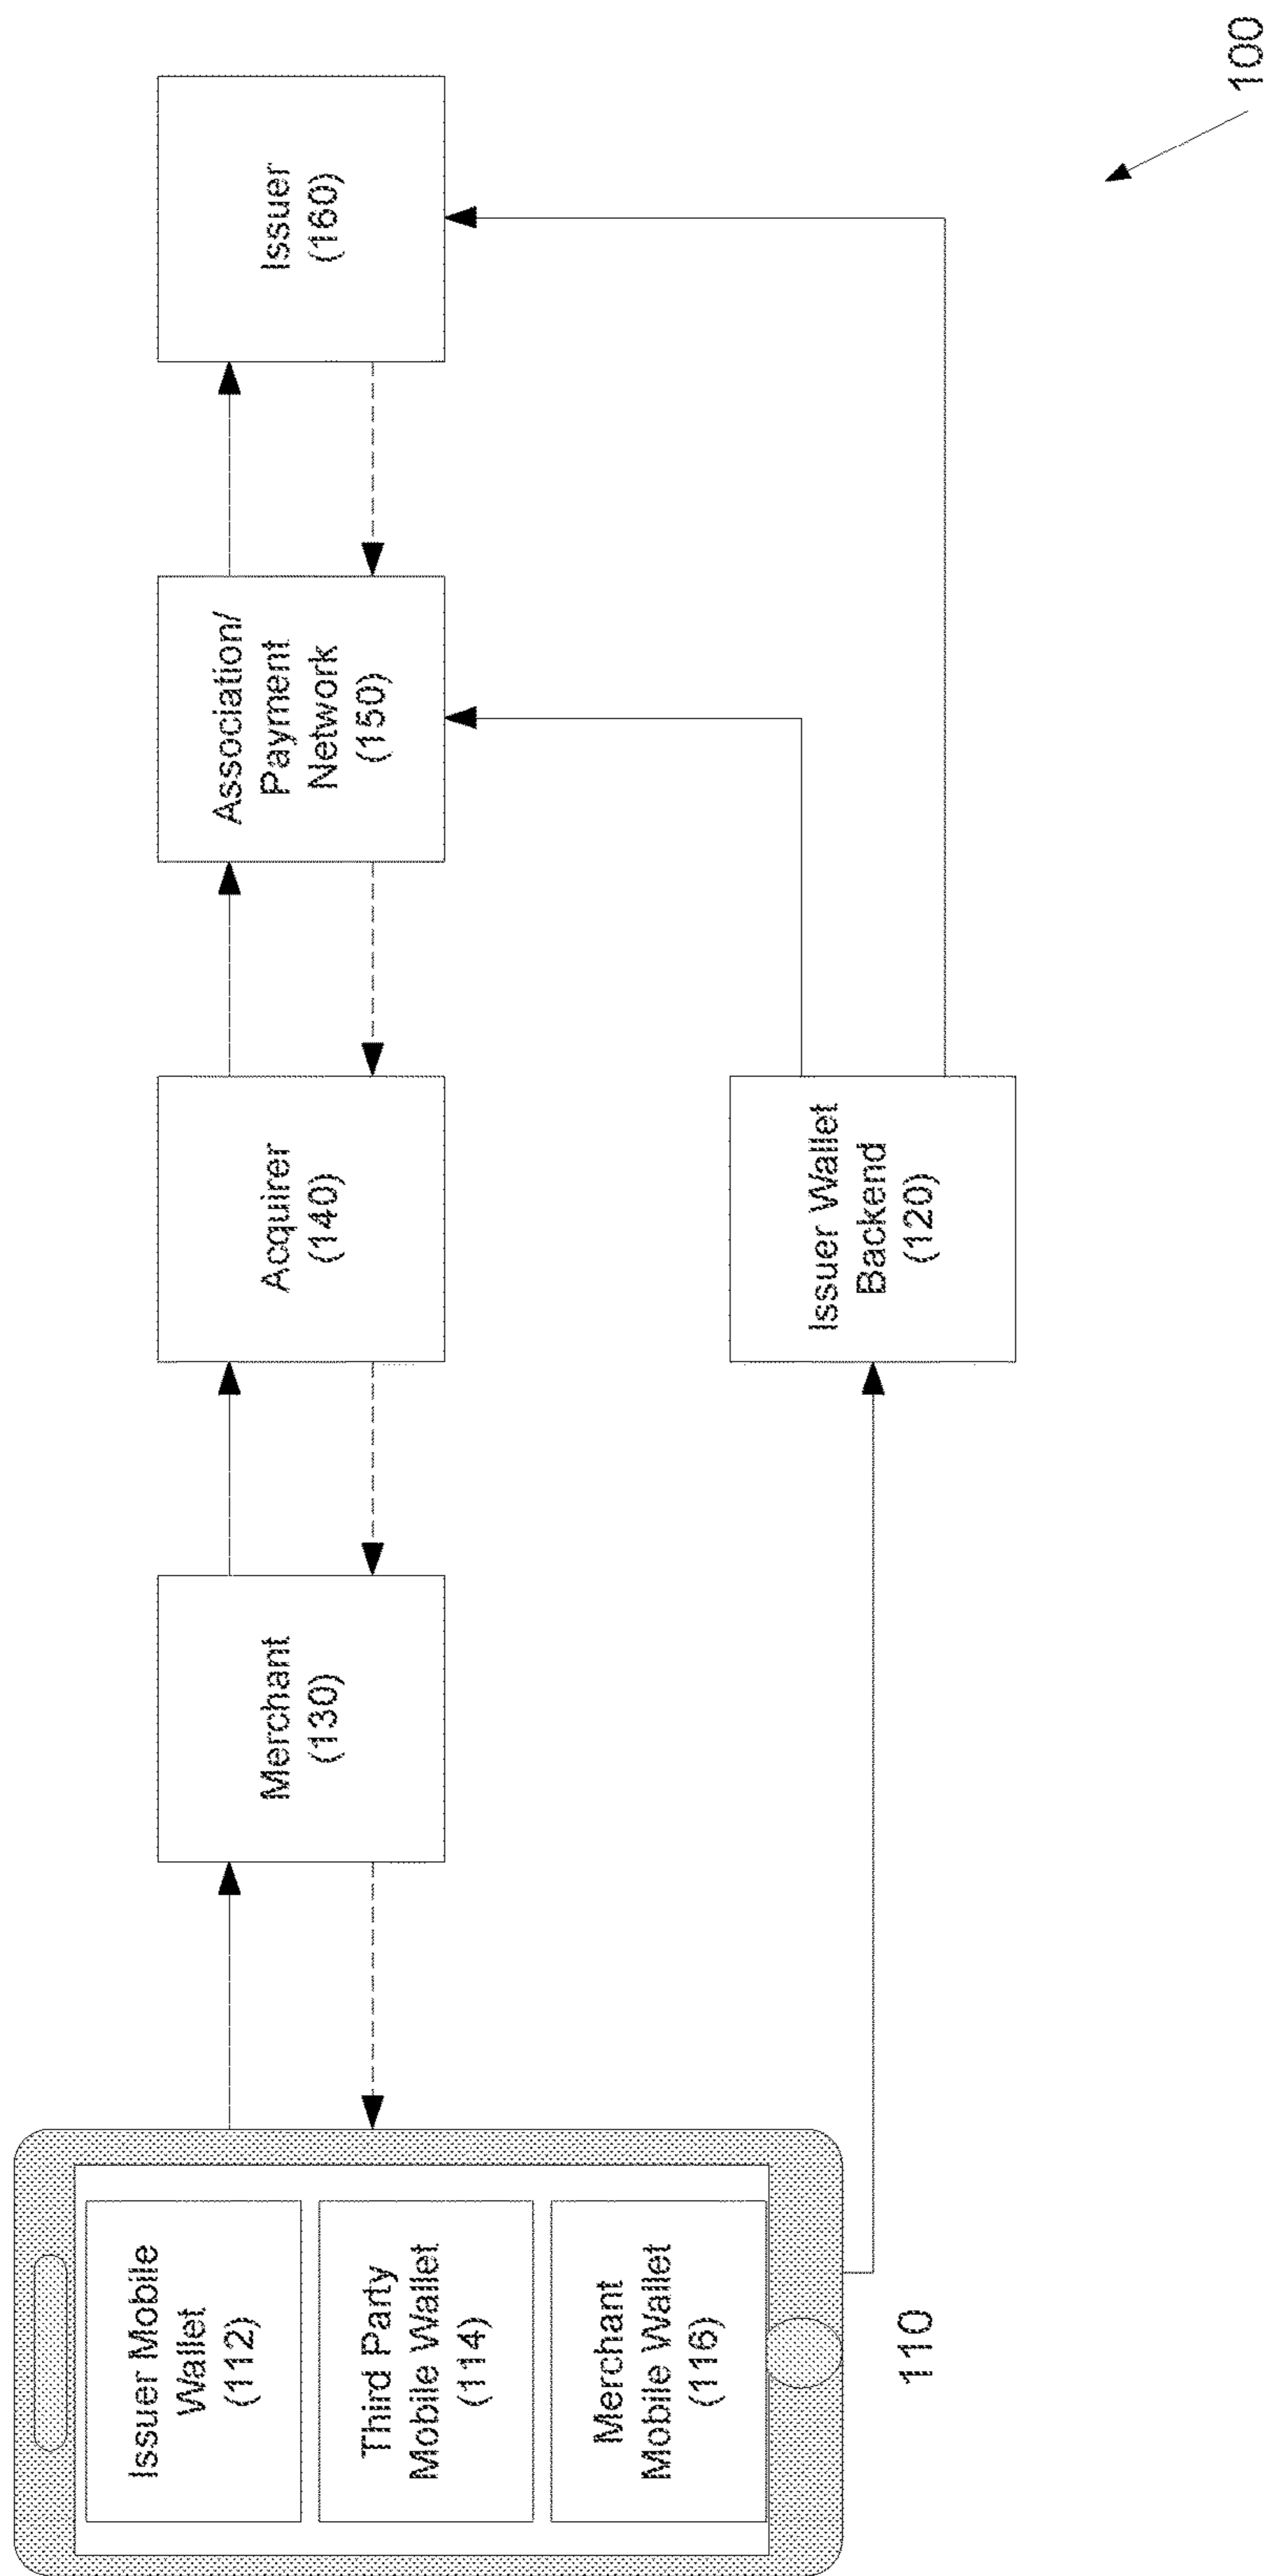 Issuer Mobile
Wallet
(112)
Third Party
Mobile Wallet
(114)
Merchant
Mobile Wallet
(116)
110
Merchant
(130)
Acquirer
(140)
Association/
Payment
Network
(150)
Issuer
(160)
Issuer Wallet
Backend
(120)
100